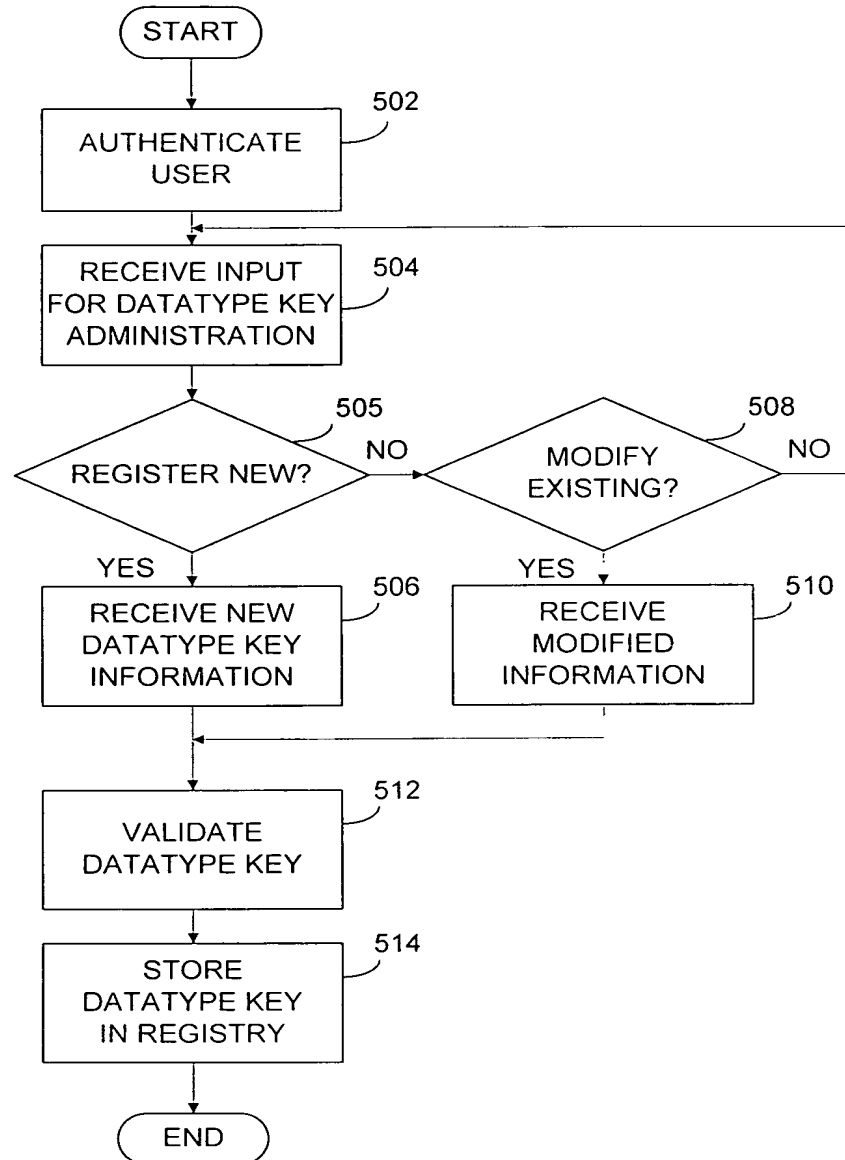 START
502
AUTHENTICATE
USER
504
RECEIVE INPUT
FOR DATATYPE KEY
ADMINISTRATION
505
REGISTER NEW?
NO
508
MODIFY
EXISTING?
NO
YES
506
RECEIVE NEW
DATATYPE KEY
INFORMATION
YES
510
RECEIVE
MODIFIED
INFORMATION
512
VALIDATE
DATATYPE KEY
514
STORE
DATATYPE KEY
IN REGISTRY
END